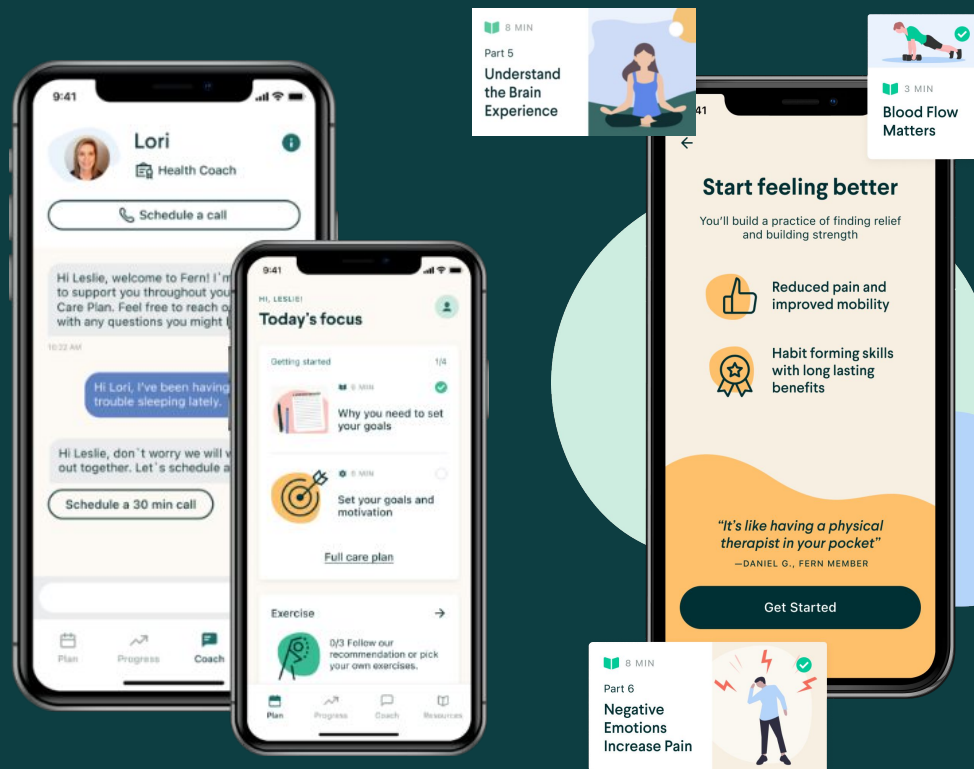 9:41
Lori
Health Coach
Schedule a call
Hi Leslie, welcome to Fern! I`m
to support you throughout you
Care Plan. Feel free to reach o
with any questions you might
10:22 AM
Hi Lori, I've been having
trouble sleeping lately.
Hi Leslie, don`t worry we will
out together. Let`s schedule a
Schedule a 30 min call
Plan
Progress
Coach
9:41
HI, LESLIE!
Today's focus
Getting started
1/4
6 MIN
Why you need to set
your goals
6 MIN
Set your goals and
motivation
Full care plan
Exercise
0/3 Follow our
recommendation or pick
your own exercises.
Plan
Progress
Coach
Resources
8 MIN
Part 5
Understand
the Brain
Experience
3 MIN
Blood Flow
Matters
41
Start feeling better
You'll build a practice of finding relief
and building strength
Reduced pain and
improved mobility
Habit forming skills
with long lasting
benefits
“It's like having a physical
therapist in your pocket”
—DANIEL G., FERN MEMBER
Get Started
8 MIN
Part 6
Negative
Emotions
Increase Pain